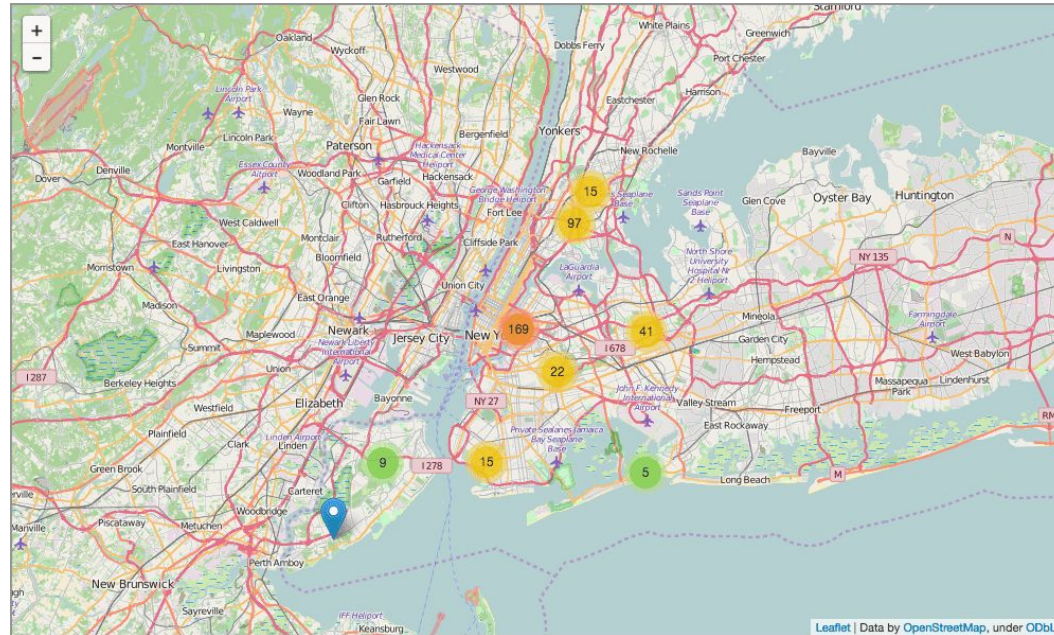 +
−
Stamford
White Plains
Greenwich
Oakland
Wyckoff
Dobbs Ferry
Port Chester
Westwood
Lincoln Park
Airport
Glen Rock
Harrison
Wayne
Fair Lawn
Eastchester
Lincoln Park
Bergenfield
Yonkers
Montville
Paterson
Hackensack
Medical Center
Heliport
New Rochelle
Bayville
Dover
Denville
Essex County
Airport
Woodland Park
Garfield
Hackensack
Clifton
Hasbrouck Heights
George Washington
Bridge Heliport
15
Seaplane
Base
Sands Point
Seaplane
Base
Glen Cove
Oyster Bay
Huntington
West Caldwell
Fort Lee
97
East Hanover
Montclair
Rutherford
Cliffside Park
N
Morristown
Livingston
Bloomfield
LaGuardia
Airport
North Shore
University
Hospital Nr
/2 Heliport
NY 135
Union City
Madison
East Orange
Mineola
Farmingdale
Airport
Summit
Maplewood
Newark
Jersey City
New Y
169
41
Garden City
Newark Liberty
International
Airport
I 678
Hempstead
West Babylon
I 287
Berkeley Heights
Union
22
John F. Kennedy
International
Airport
Massapequa
Park
Lindenhurst
Elizabeth
Bayonne
NY 27
Valley Stream
Freeport
Westfield
Plainfield
Clark
Linden Airport
Linden
Private Sealanes Jamaica
Bay Seaplane
Base
East Rockaway
RM
Green Brook
9
I 278
15
5
Long Beach
M
South Plainfield
Carteret
Woodbridge
Manville
Piscataway
Metuchen
Perth Amboy
New Brunswick
Sayreville
JFF Heliport
Keansburg
Leaflet | Data by OpenStreetMap, under ODbL